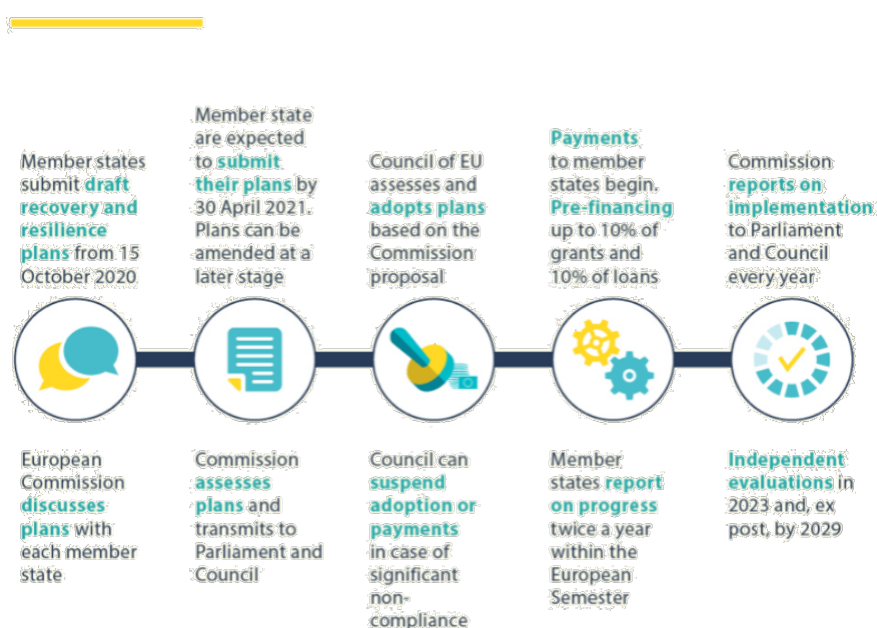 Member states
submit draft
recovery and
resilience
plans from 15
October 2020
Member state
are expected
to submit
their plans by
30 April 2021.
Plans can be
amended at a
later stage
Council of EU
assesses and
adopts plans
based on the
Commission
proposal
Payments
to member
states begin.
Pre-financing
up to 10% of
grants and
10% of loans
Commission
reports on
implementation
to Parliament
and Council
every year
European
Commission
discusses
plans with
each member
state
Commission
assesses
plans and
transmits to
Parliament and
Council
Council can
suspend
adoption or
payments
in case of
significant
non-
compliance
Member
states report
on progress
twice a year
within the
European
Semester
Independent
evaluations in
2023 and, ex
post, by 2029